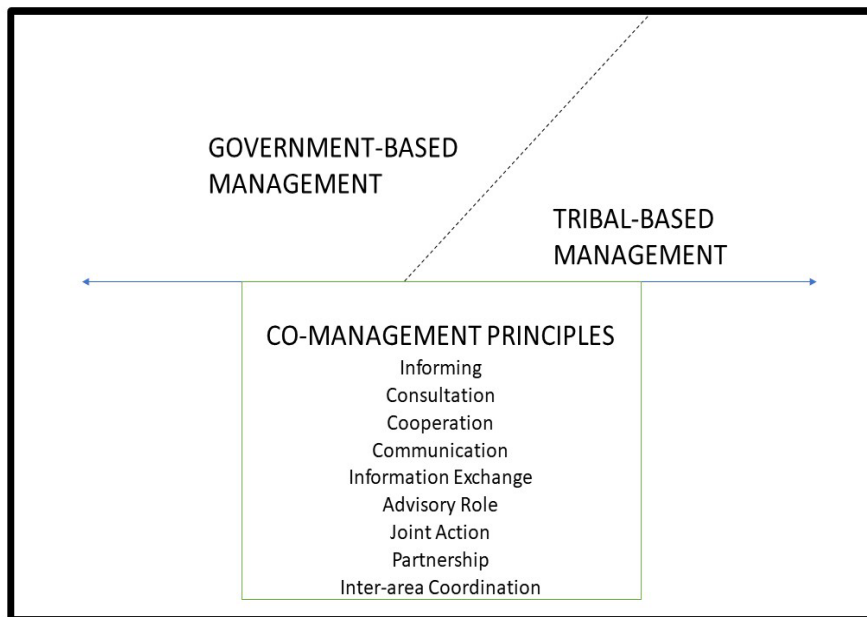 GOVERNMENT-BASED
MANAGEMENT
TRIBAL-BASED
MANAGEMENT
CO-MANAGEMENT PRINCIPLES
Informing
Consultation
Cooperation
Communication
Information Exchange
Advisory Role
Joint Action
Partnership
Inter-area Coordination